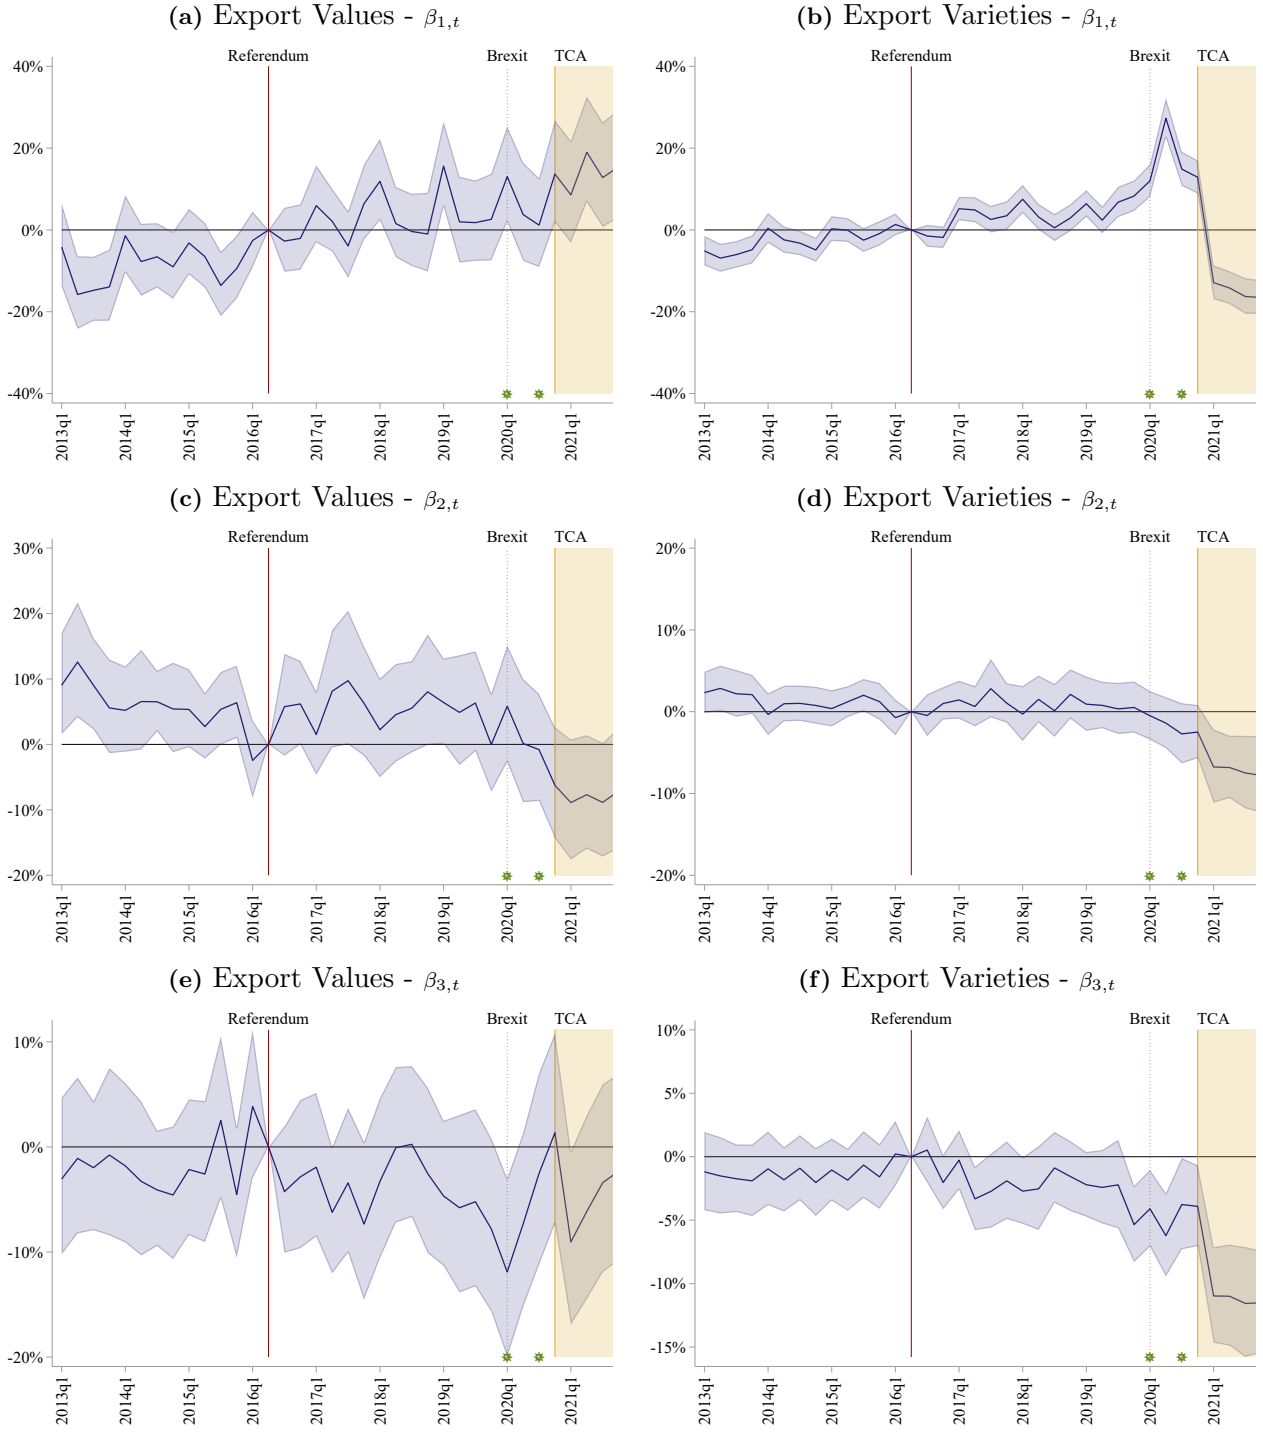 (a) Export Values - β1,t
Referendum Brexit TCA
40%
20%
0%
-20%
-40%
2013q1 2014q1 2015q1 2016q1 2017q1 2018q1 2019q1 2020q1 2021q1
(b) Export Varieties - β1,t
Referendum Brexit TCA
40%
20%
0%
-20%
-40%
2013q1 2014q1 2015q1 2016q1 2017q1 2018q1 2019q1 2020q1 2021q1
(c) Export Values - β2,t
Referendum Brexit TCA
30%
20%
10%
0%
-10%
-20%
2013q1 2014q1 2015q1 2016q1 2017q1 2018q1 2019q1 2020q1 2021q1
(d) Export Varieties - β2,t
Referendum Brexit TCA
20%
10%
0%
-10%
-20%
2013q1 2014q1 2015q1 2016q1 2017q1 2018q1 2019q1 2020q1 2021q1
(e) Export Values - β3,t
Referendum Brexit TCA
10%
0%
-10%
-20%
2013q1 2014q1 2015q1 2016q1 2017q1 2018q1 2019q1 2020q1 2021q1
(f) Export Varieties - β3,t
Referendum Brexit TCA
10%
5%
0%
-5%
-10%
-15%
2013q1 2014q1 2015q1 2016q1 2017q1 2018q1 2019q1 2020q1 2021q1